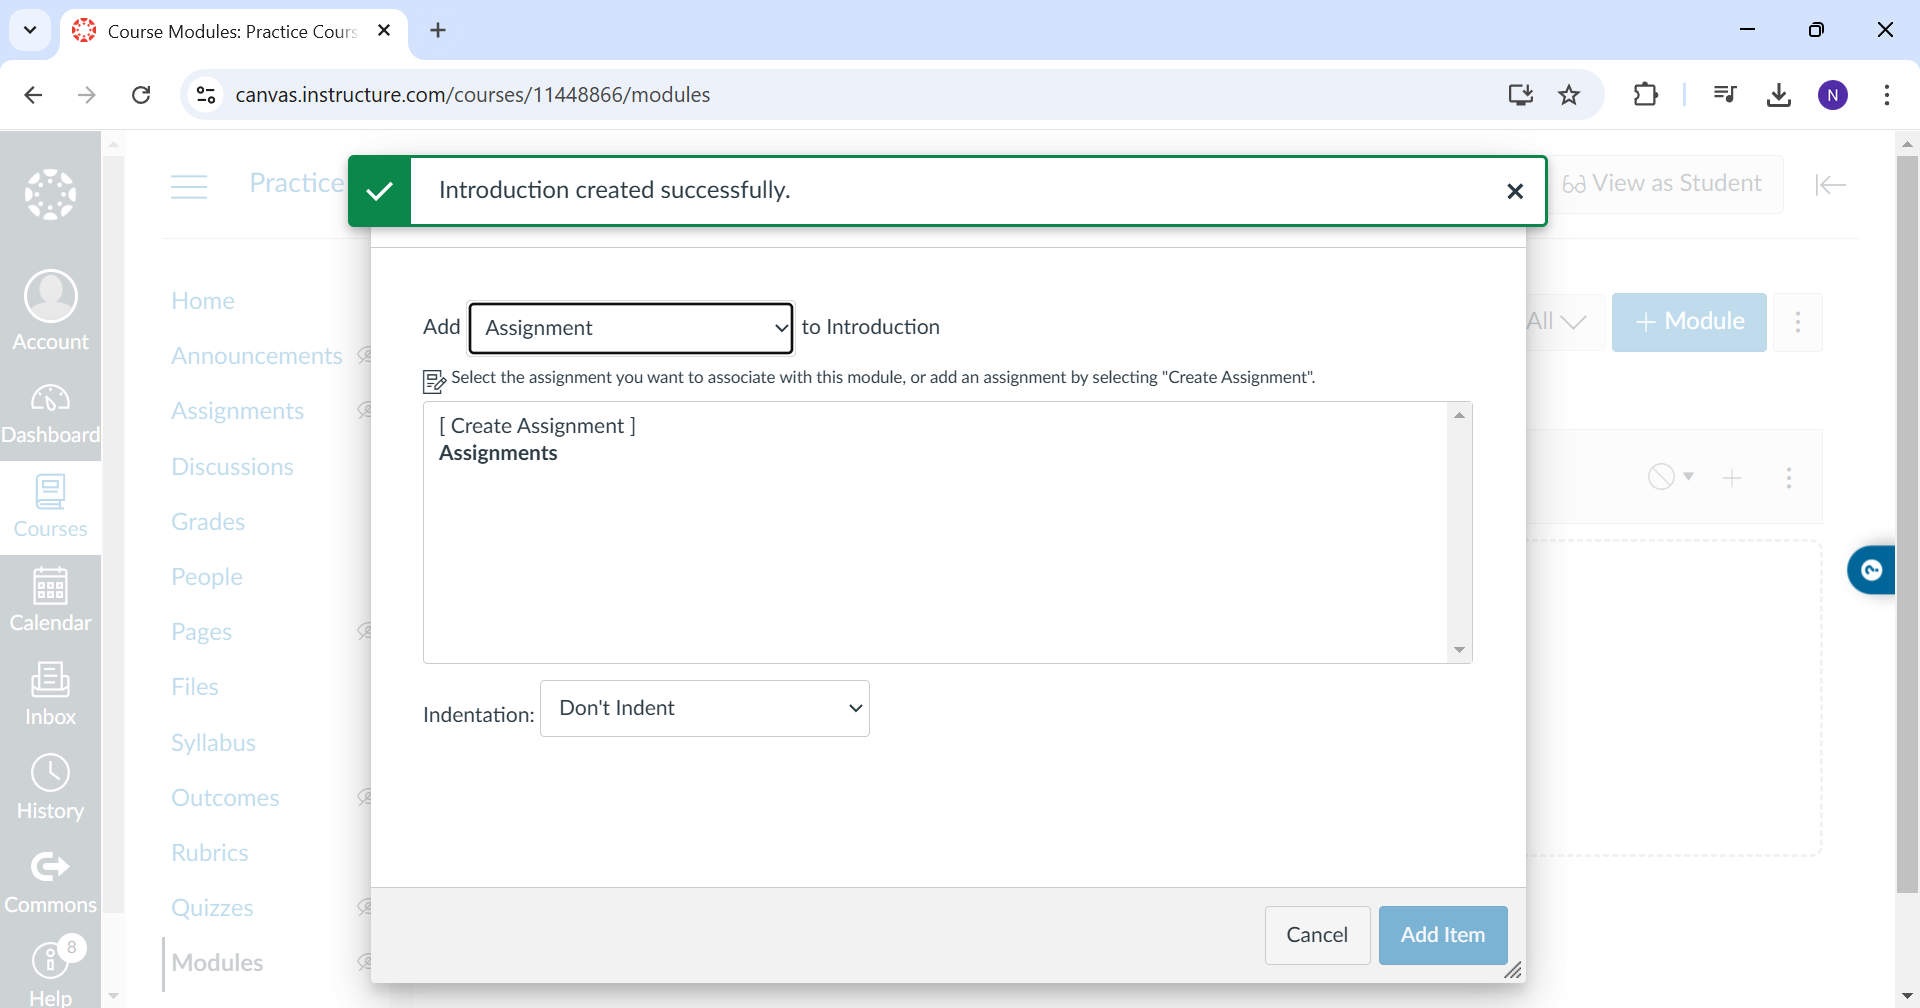 Course Modules: Practice Cours
canvas.instructure.com/courses/11448866/modules
N
Practice
Introduction created successfully.
View as Student
Account
Dashboard
Courses
Calendar
Inbox
History
Commons
8
Help
Home
Announcements
Assignments
Discussions
Grades
People
Pages
Files
Syllabus
Outcomes
Rubrics
Quizzes
Modules
All
+ Module
Add Assignment to Introduction
Select the assignment you want to associate with this module, or add an assignment by selecting "Create Assignment".
[ Create Assignment ]
Assignments
Indentation: Don't Indent
Cancel
Add Item